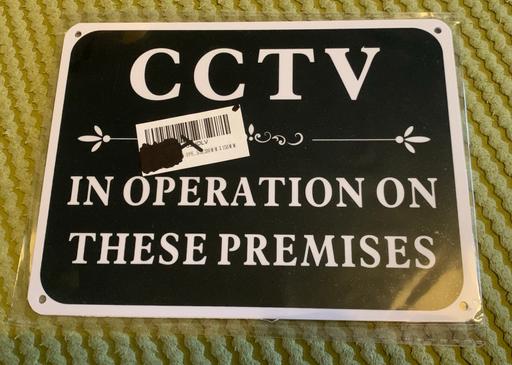 CCTV
IN OPERATION ON
THESE PREMISES